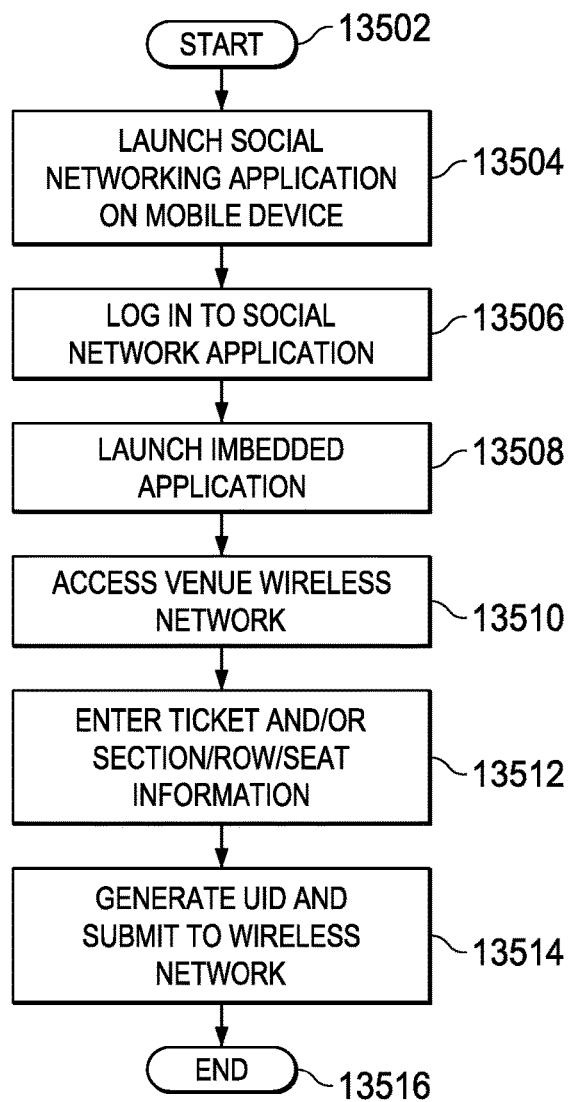 START
13502
LAUNCH SOCIAL
NETWORKING APPLICATION
ON MOBILE DEVICE
13504
LOG IN TO SOCIAL
NETWORK APPLICATION
13506
LAUNCH IMBEDDED
APPLICATION
13508
ACCESS VENUE WIRELESS
NETWORK
13510
ENTER TICKET AND/OR
SECTION/ROW/SEAT
INFORMATION
13512
GENERATE UID AND
SUBMIT TO WIRELESS
NETWORK
13514
END
13516